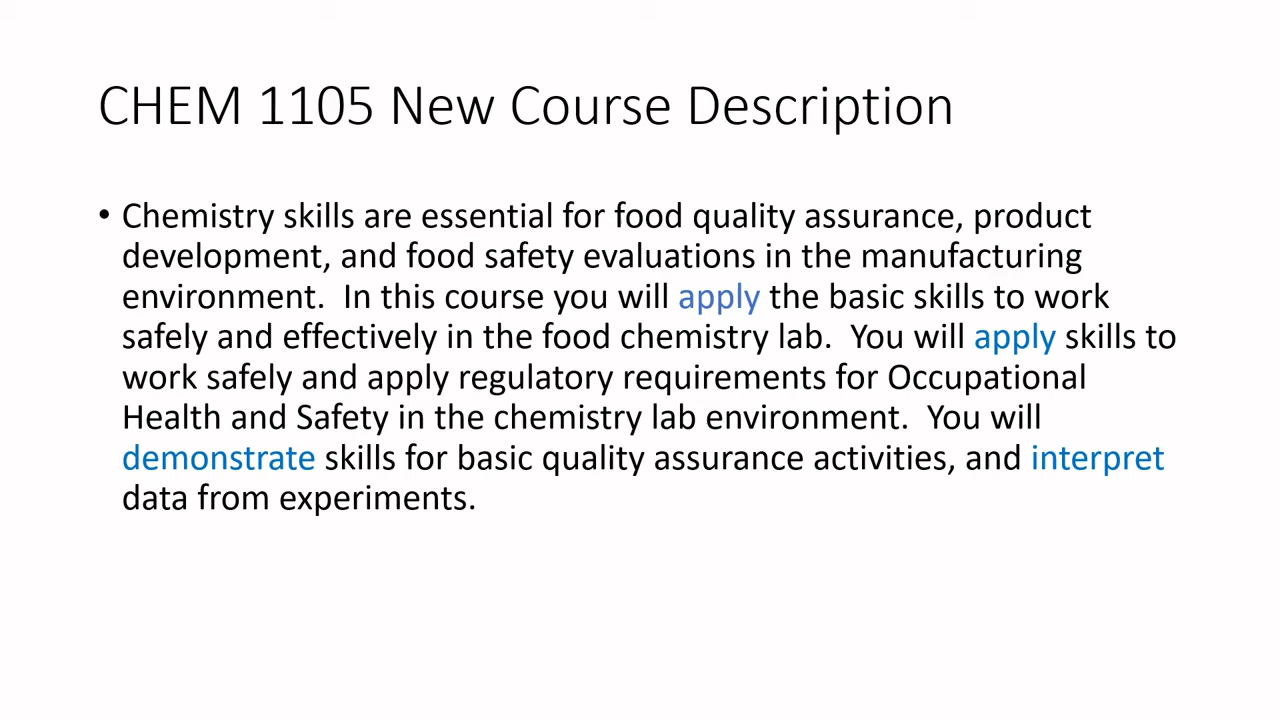 CHEM 1105 New Course Description
• Chemistry skills are essential for food quality assurance, product
development, and food safety evaluations in the manufacturing
environment.  In this course you will apply the basic skills to work
safely and effectively in the food chemistry lab.  You will apply skills to
work safely and apply regulatory requirements for Occupational
Health and Safety in the chemistry lab environment.  You will
demonstrate skills for basic quality assurance activities, and interpret
data from experiments.